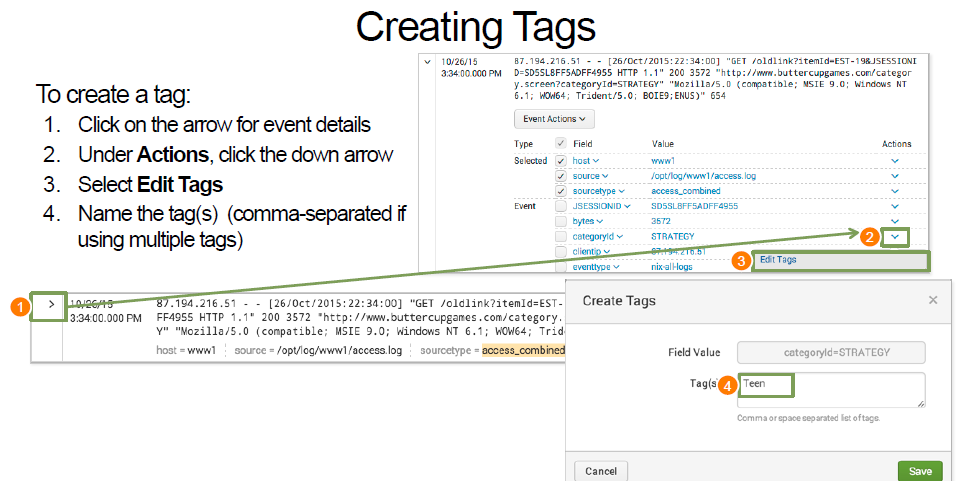 Creating Tags
To create a tag:
1. Click on the arrow for event details
2. Under Actions, click the down arrow
3. Select Edit Tags
4. Name the tag(s) (comma-separated if
using multiple tags)
10/26/15
3:34:00.000 PM
87.194.216.51 - - [26/Oct/2015:22:34:00] "GET /oldlink?itemId=EST-19&JSESSIONI
D=SD5SL8FF5ADFF4955 HTTP 1.1" 200 3572 "http://www.buttercupgames.com/categor
y.screen?categoryId=STRATEGY" "Mozilla/5.0 (compatible; MSIE 9.0; Windows NT
6.1; WOW64; Trident/5.0; BOIE9;ENUS)" 654
Event Actions
Type Field Value Actions
Selected host www1
source /opt/log/www1/access.log
sourcetype access_combined
Event JSESSIONID SD5SL8FF5ADFF4955
bytes 3572
categoryId STRATEGY
2
clientip 87.194.216.51
3 Edit Tags
eventtype nix-all-logs
1
10/26/15
3:34:00.000 PM
87.194.216.51 - - [26/Oct/2015:22:34:00] "GET /oldlink?itemId=EST-
FF4955 HTTP 1.1" 200 3572 "http://www.buttercupgames.com/category.
Y" "Mozilla/5.0 (compatible; MSIE 9.0; Windows NT 6.1; WOW64; Trid
host = www1 source = /opt/log/www1/access.log sourcetype = access_combined
Create Tags
Field Value categoryId=STRATEGY
Tag(s) 4 Teen
Comma or space separated list of tags.
Cancel Save